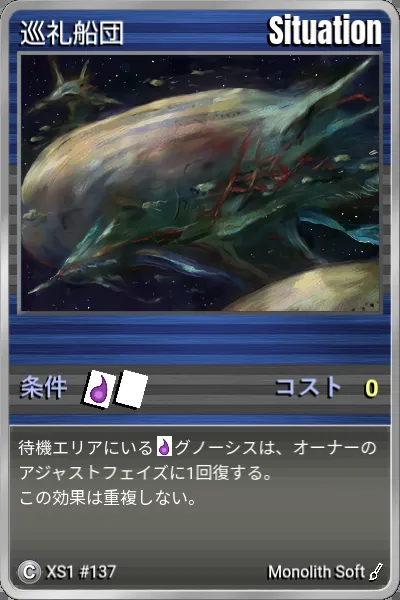 巡礼船団
Situation
条件
コスト 0
待機エリアにいるグノーシスは、オーナーの
アジャストフェイズに1回復する。
この効果は重複しない。
C XS1 #137
Monolith Soft